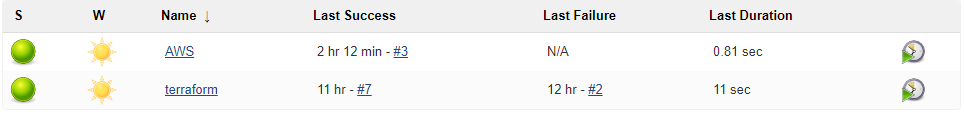 S W Name ↓ Last Success Last Failure Last Duration
AWS 2 hr 12 min - #3 N/A 0.81 sec
terraform 11 hr - #7 12 hr - #2 11 sec